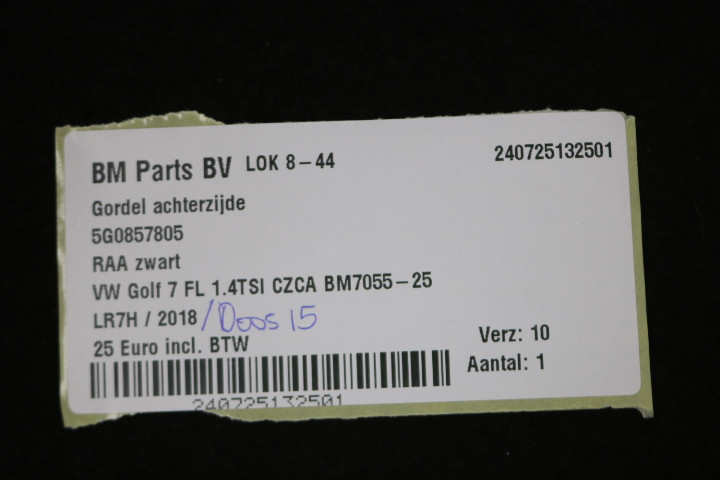 BM Parts BV LOK 8-44 240725132501
Gordel achterzijde
5G0857805
RAA zwart
VW Golf 7 FL 1.4TSI CZCA BM7055-25
LR7H / 2018 /Doos 15
25 Euro incl. BTW
Verz: 10
Aantal: 1
240725132501